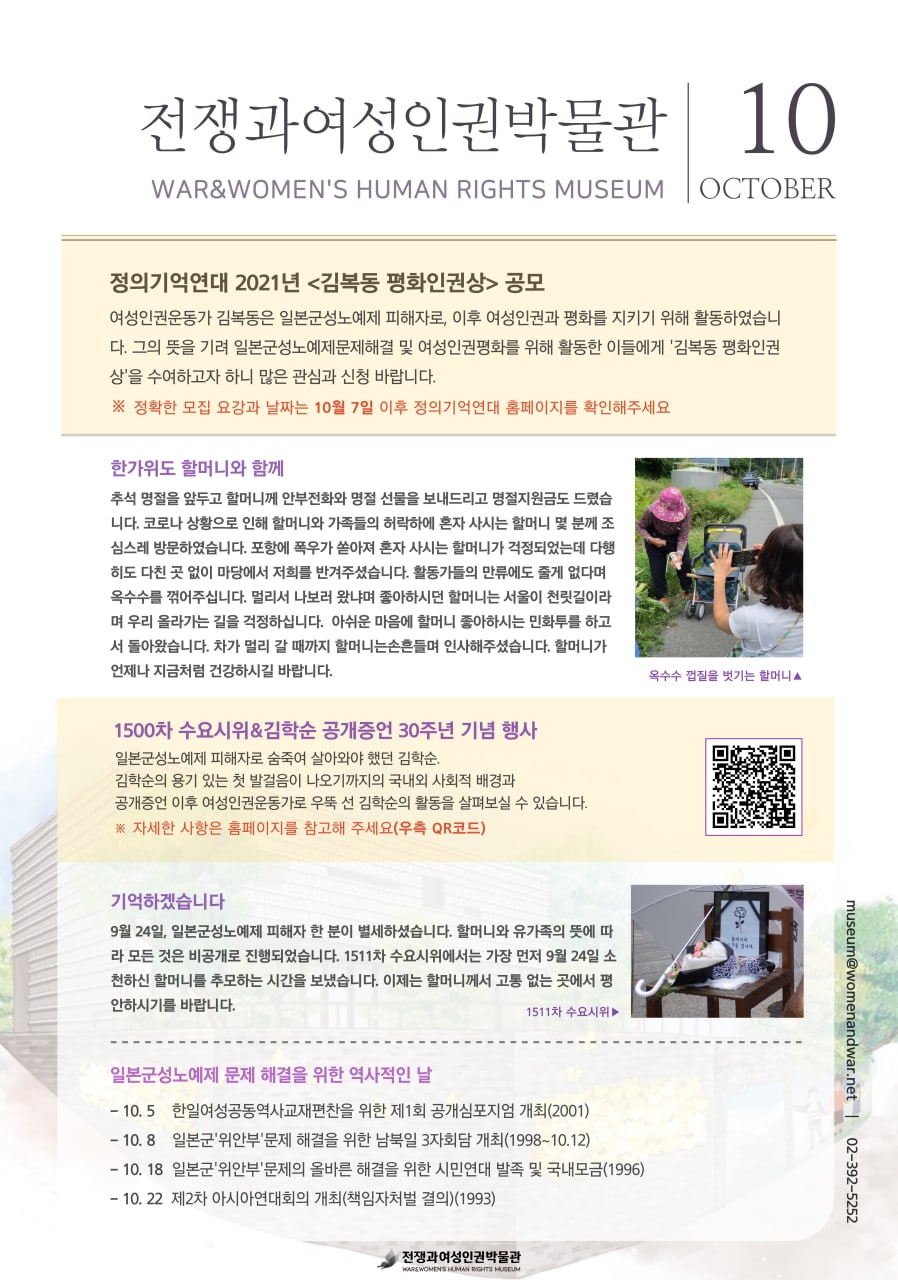 전쟁과여성인권박물관
WAR&WOMEN'S HUMAN RIGHTS MUSEUM
10
OCTOBER
정의기억연대 2021년 <김복동 평화인권상> 공모
여성인권운동가 김복동은 일본군성노예제 피해자로, 이후 여성인권과 평화를 지키기 위해 활동하였습니
다. 그의 뜻을 기려 일본군성노예제문제해결 및 여성인권평화를 위해 활동한 이들에게 '김복동 평화인권
상'을 수여하고자 하니 많은 관심과 신청 바랍니다.
※ 정확한 모집 요강과 날짜는 10월 7일 이후 정의기억연대 홈페이지를 확인해주세요
한가위도 할머니와 함께
추석 명절을 앞두고 할머니께 안부전화와 명절 선물을 보내드리고 명절지원금도 드렸습
니다. 코로나 상황으로 인해 할머니와 가족들의 허락하에 혼자 사시는 할머니 몇 분께 조
심스레 방문하였습니다. 포항에 폭우가 쏟아져 혼자 사시는 할머니가 걱정되었는데 다행
히도 다친 곳 없이 마당에서 저희를 반겨주셨습니다. 활동가들의 만류에도 줄게 없다며
옥수수를 꺾어주십니다. 멀리서 나보러 왔냐며 좋아하시던 할머니는 서울이 천릿길이라
며 우리 올라가는 길을 걱정하십니다. 아쉬운 마음에 할머니 좋아하시는 민화투를 하고
서 돌아왔습니다. 차가 멀리 갈 때까지 할머니는손흔들며 인사해주셨습니다. 할머니가
언제나 지금처럼 건강하시길 바랍니다.
옥수수 껍질을 벗기는 할머니▲
1500차 수요시위&김학순 공개증언 30주년 기념 행사
일본군성노예제 피해자로 숨죽여 살아와야 했던 김학순.
김학순의 용기 있는 첫 발걸음이 나오기까지의 국내외 사회적 배경과
공개증언 이후 여성인권운동가로 우뚝 선 김학순의 활동을 살펴보실 수 있습니다.
※ 자세한 사항은 홈페이지를 참고해 주세요(우측 QR코드)
기억하겠습니다
9월 24일, 일본군성노예제 피해자 한 분이 별세하셨습니다. 할머니와 유가족의 뜻에 따
라 모든 것은 비공개로 진행되었습니다. 1511차 수요시위에서는 가장 먼저 9월 24일 소
천하신 할머니를 추모하는 시간을 보냈습니다. 이제는 할머니께서 고통 없는 곳에서 평
안하시기를 바랍니다.
1511차 수요시위▶
일본군성노예제 문제 해결을 위한 역사적인 날
– 10. 5 한일여성공동역사교재편찬을 위한 제1회 공개심포지엄 개최(2001)
– 10. 8 일본군'위안부'문제 해결을 위한 남북일 3자회담 개최(1998~10.12)
– 10. 18 일본군'위안부'문제의 올바른 해결을 위한 시민연대 발족 및 국내모금(1996)
– 10. 22 제2차 아시아연대회의 개최(책임자처벌 결의)(1993)
museum@womenandwar.net | 02-392-5252
전쟁과여성인권박물관
WAR&WOMEN'S HUMAN RIGHTS MUSEUM